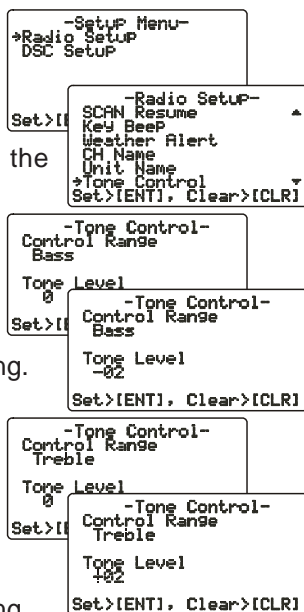 -Setup Menu-
→Radio Setup
DSC Setup
Set>[E
-Radio Setup-
SCAN Resume
Key Beep
Weather Alert
CH Name
Unit Name
→Tone Control
Set>[ENT], Clear>[CLR]
the
-Tone Control-
Control Range
Bass
Tone Level
0
Set>[E
-Tone Control-
Control Range
Bass
Tone Level
-02
Set>[ENT], Clear>[CLR]
ng.
-Tone Control-
Control Range
Treble
Tone Level
0
Set>[E
-Tone Control-
Control Range
Treble
Tone Level
+02
Set>[ENT], Clear>[CLR]
ng